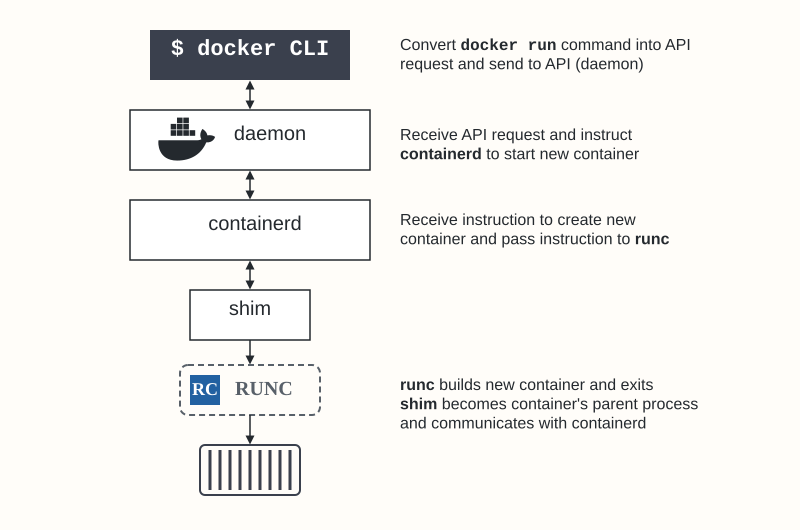 $ docker CLI
Convert docker run command into API
request and send to API (daemon)
daemon
Receive API request and instruct
containerd to start new container
containerd
Receive instruction to create new
container and pass instruction to runc
shim
RC RUNC
runc builds new container and exits
shim becomes container's parent process
and communicates with containerd